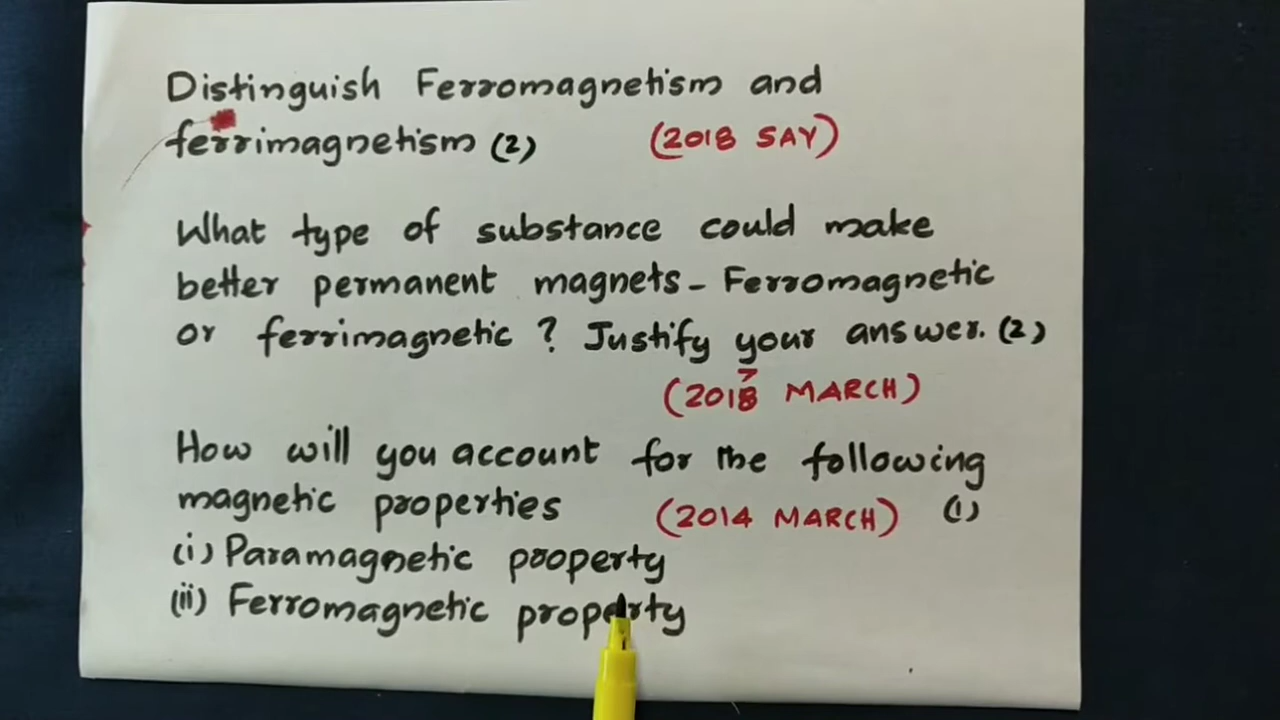 Distinguish Ferromagnetism and
ferrimagnetism (2) (2018 SAY)
What type of substance could make
better permanent magnets - Ferromagnetic
or ferrimagnetic ? Justify your answer. (2)
7
(2018 MARCH)
How will you account for the following
magnetic properties (2014 MARCH) (1)
(i) Paramagnetic property
(ii) Ferromagnetic property